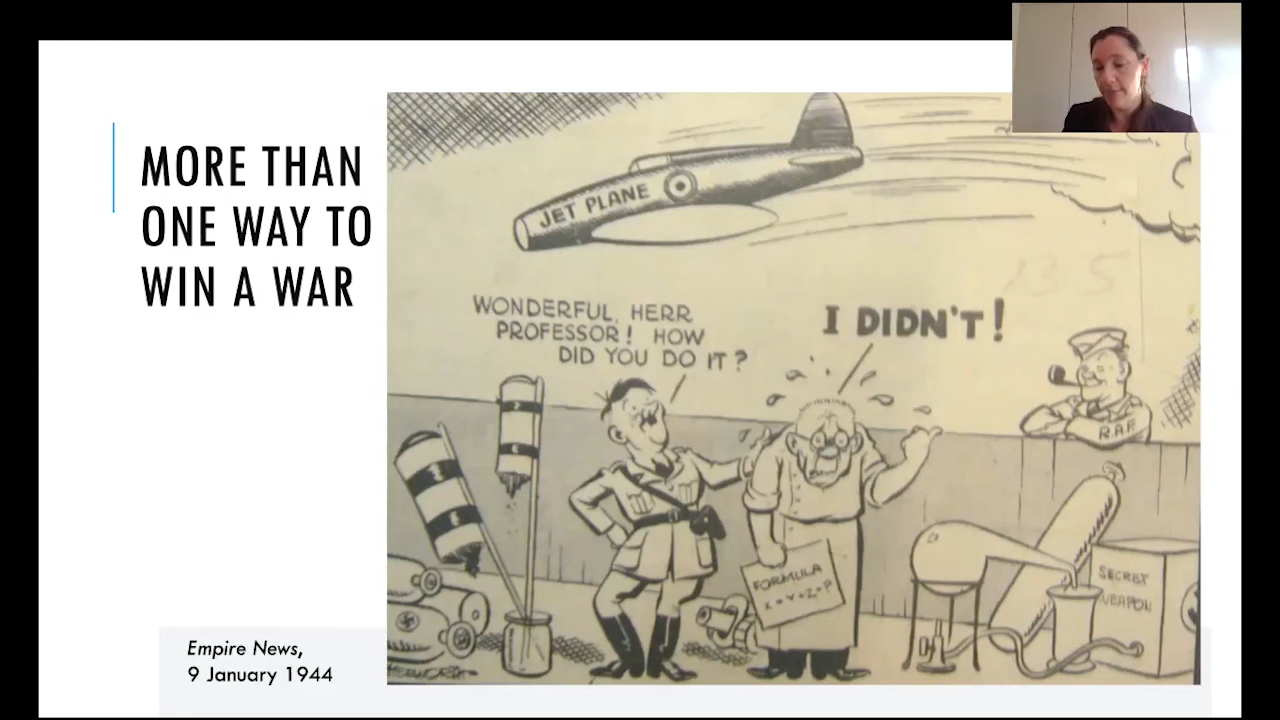 MORE THAN
ONE WAY TO
WIN A WAR
JET PLANE
WONDERFUL, HERR
PROFESSOR! HOW
DID YOU DO IT?
I DIDN'T!
R.A.F.
FORMULA
X + Y + Z = P
SECRET
WEAPON
135
Empire News,
9 January 1944